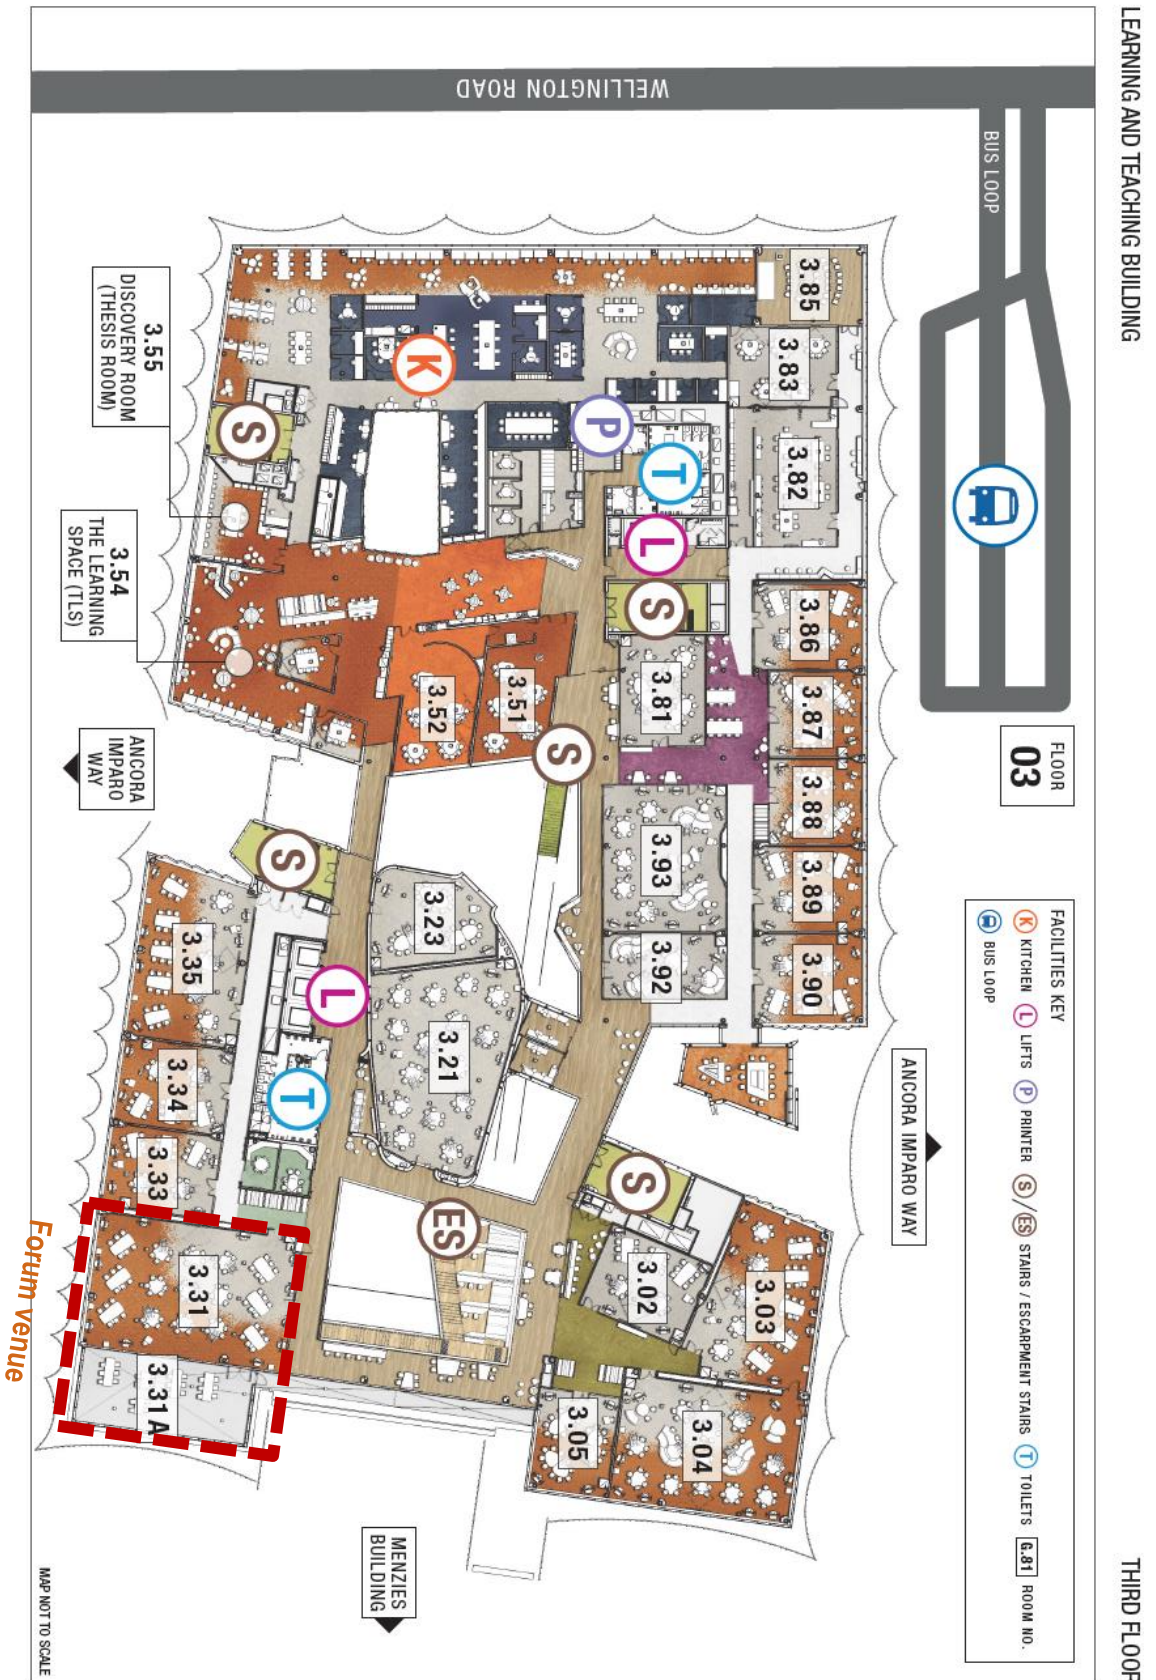 LEARNING AND TEACHING BUILDING
THIRD FLOOR
WELLINGTON ROAD
BUS LOOP
FLOOR
03
FACILITIES KEY
K KITCHEN L LIFTS P PRINTER S / ES STAIRS / ESCARPMENT STAIRS T TOILETS G.81 ROOM NO.
BUS LOOP
ANCORA IMPARO WAY
3.85
3.83
3.82
3.86
3.87
3.88
3.89
3.90
3.81
3.93
3.92
K
P
T
L
S
S
S
3.51
3.52
3.55
DISCOVERY ROOM
(THESIS ROOM)
3.54
THE LEARNING
SPACE (TLS)
ANCORA
IMPARO
WAY
S
L
T
3.23
3.21
3.35
3.34
3.33
3.31
3.31A
ES
S
3.02
3.03
3.04
3.05
Forum venue
MENZIES
BUILDING
MAP NOT TO SCALE